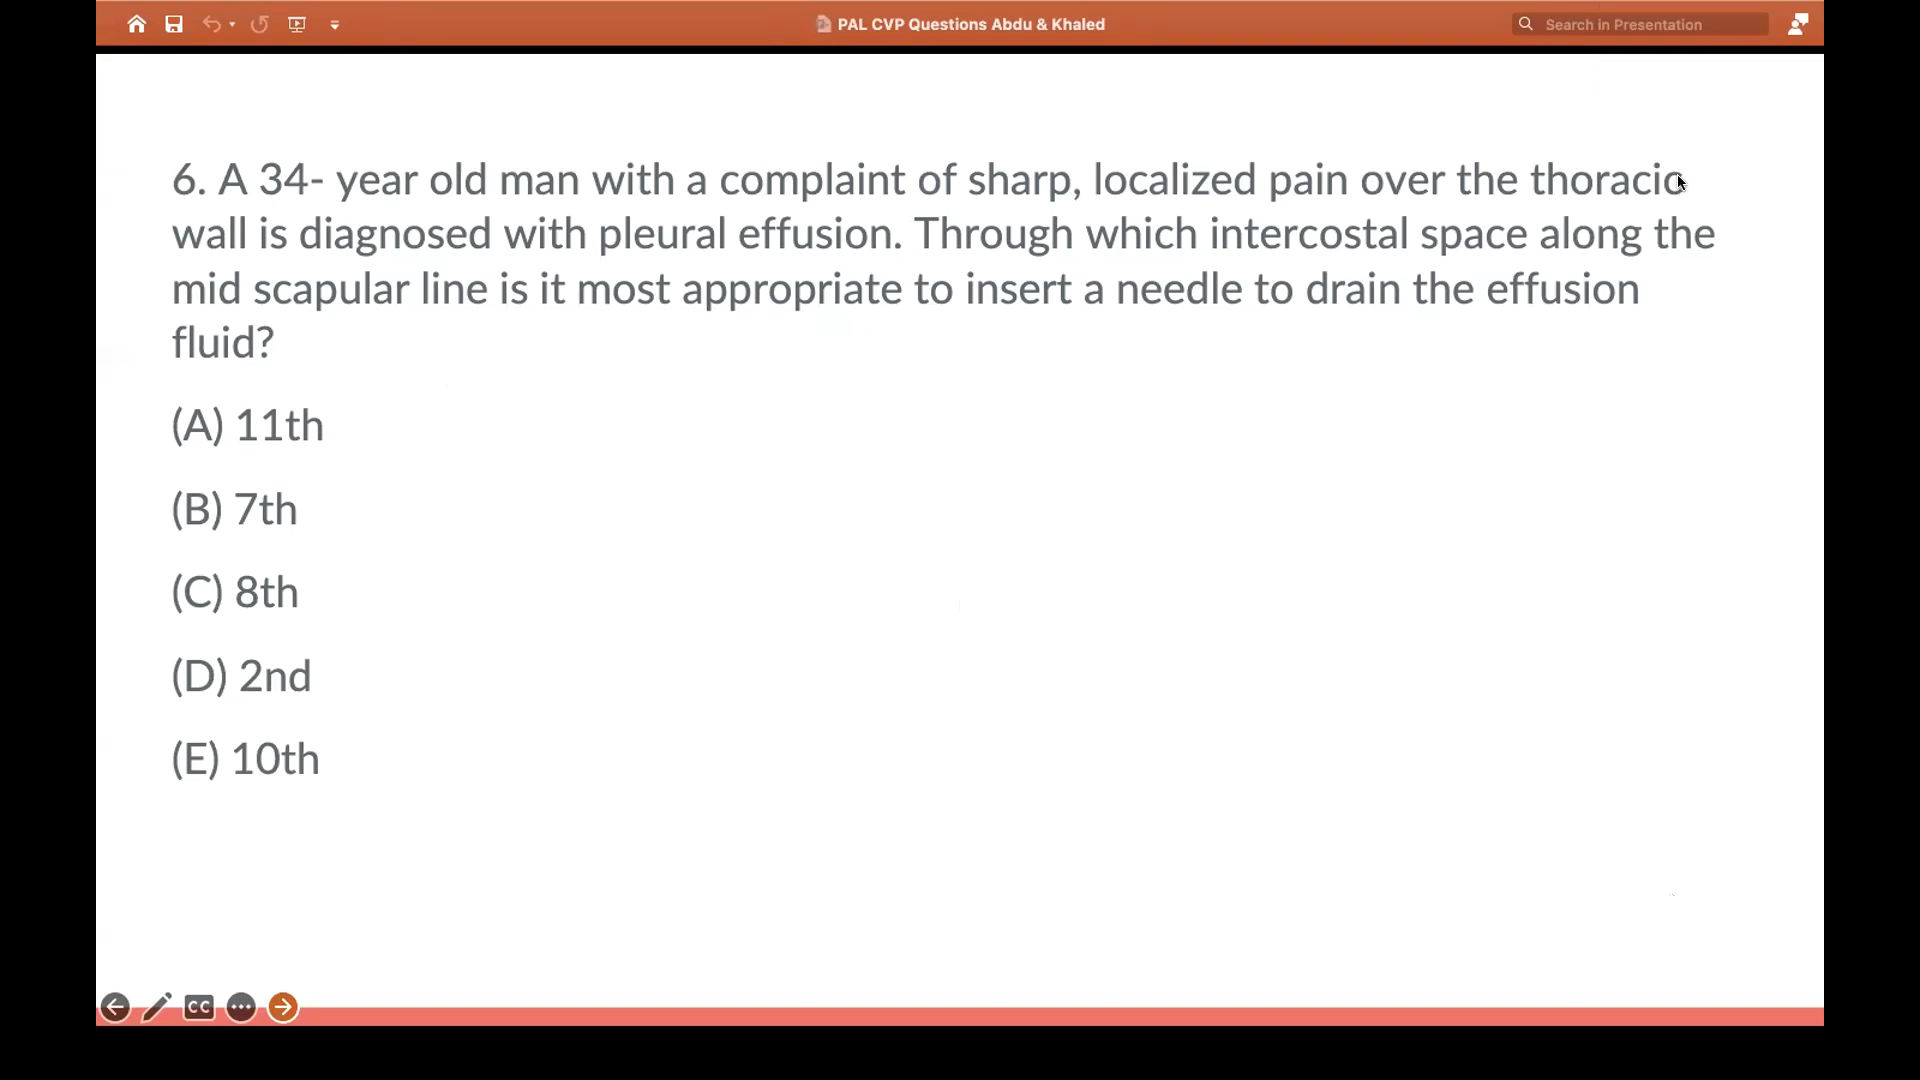 PAL CVP Questions Abdu & Khaled
Search in Presentation
6. A 34- year old man with a complaint of sharp, localized pain over the thoracic
wall is diagnosed with pleural effusion. Through which intercostal space along the
mid scapular line is it most appropriate to insert a needle to drain the effusion
fluid?
(A) 11th
(B) 7th
(C) 8th
(D) 2nd
(E) 10th
CC